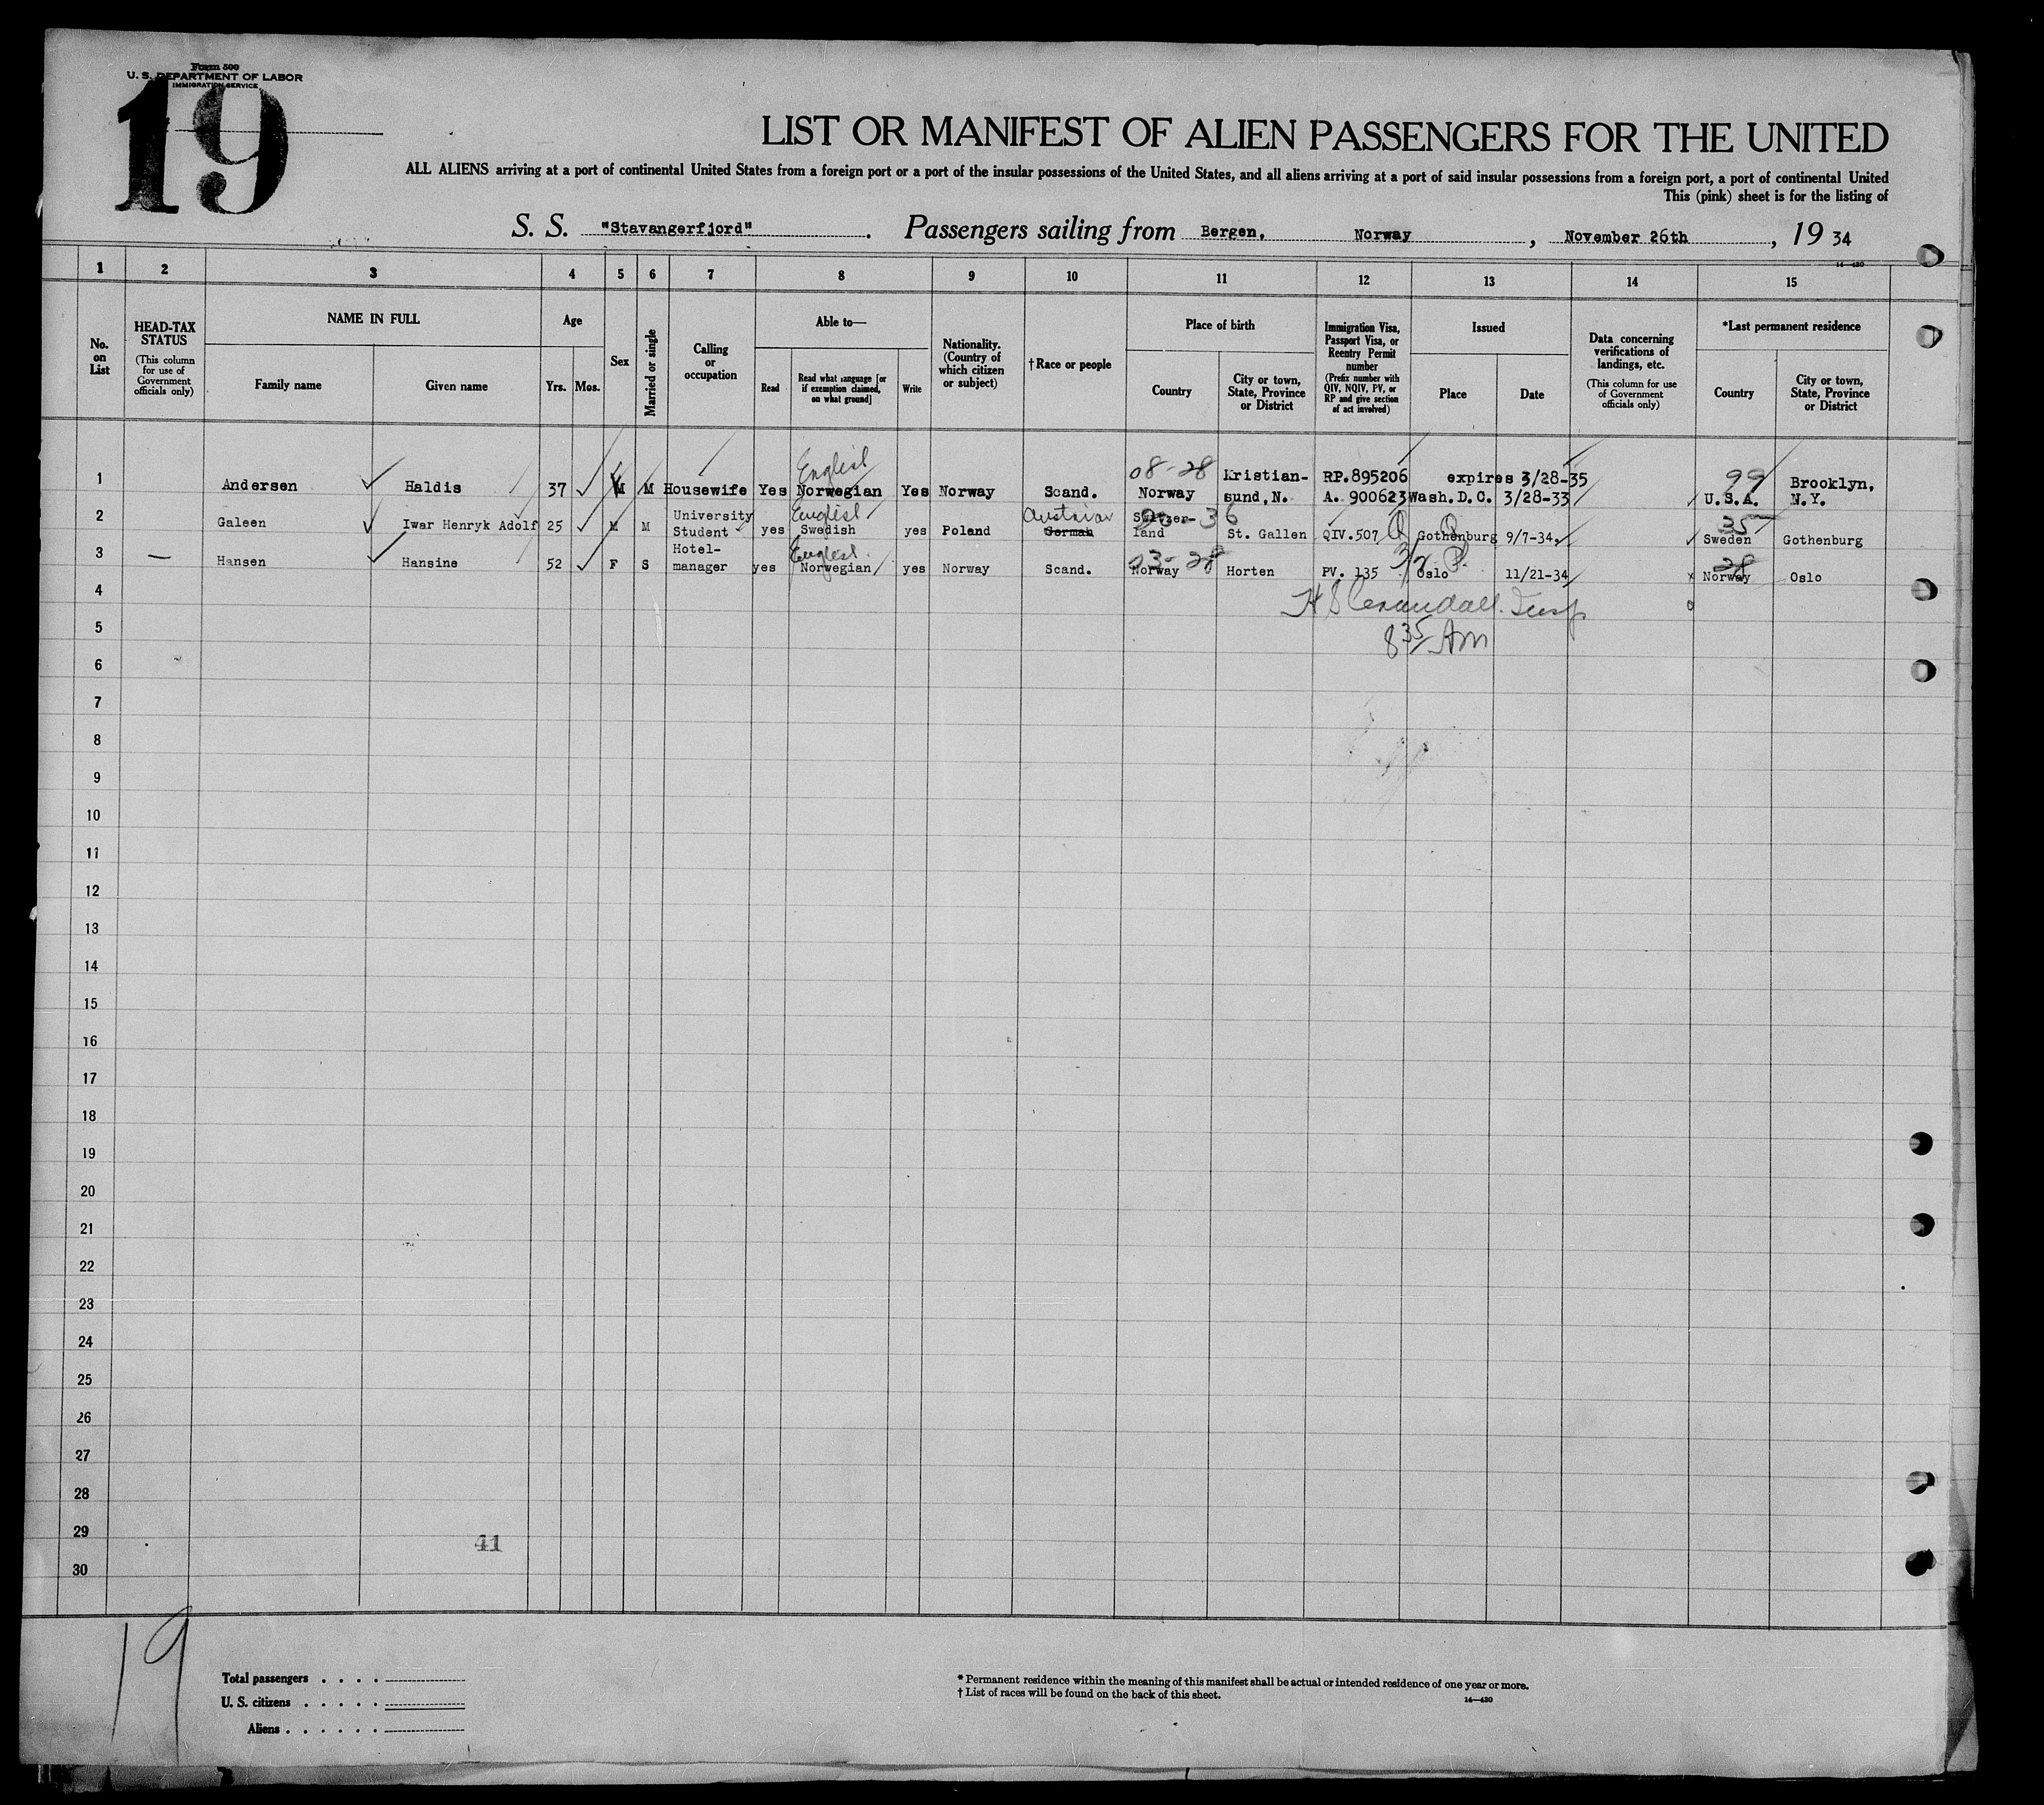 Form 500
U. S. DEPARTMENT OF LABOR
IMMIGRATION SERVICE
19
LIST OR MANIFEST OF ALIEN PASSENGERS FOR THE UNITED
ALL ALIENS arriving at a port of continental United States from a foreign port or a port of the insular possessions of the United States, and all aliens arriving at a port of said insular possessions from a foreign port, a port of continental United
This (pink) sheet is for the listing of
S. S. "Stavangerfjord" . Passengers sailing from Bergen, Norway , November 26th , 19 34
14—430
1 2 3 4 5 6 7 8 9 10 11 12 13 14 15
No. on List
HEAD-TAX STATUS
(This column for use of Government officials only)
NAME IN FULL
Family name
Given name
Age
Yrs.
Mos.
Sex
Married or single
Calling or occupation
Able to—
Read
Read what language [or if exemption claimed, on what ground]
Write
Nationality. (Country of which citizen or subject)
†Race or people
Place of birth
Country
City or town, State, Province or District
Immigration Visa, Passport Visa, or Reentry Permit number
(Prefix number with QIV, NQIV, PV, or RP and give section of act involved)
Issued
Place
Date
Data concerning verifications of landings, etc.
(This column for use of Government officials only)
*Last permanent residence
Country
City or town, State, Province or District
English 08-28 Kristian- RP.895206 expires 3/28-35 99 Brooklyn,
1 Andersen Haldis 37 M M Housewife Yes Norwegian Yes Norway Scand. Norway sund, N. A. 900623 Wash. D.C. 3/28-33 U.S.A. N.Y.
University English Austrian Switzer- 36 35
2 Galeen Iwar Henryk Adolf 25 M M Student yes Swedish yes Poland German land St. Gallen QIV.507 Gothenburg 9/7-34. Sweden Gothenburg
Hotel- English 03-28 28
3 — Hansen Hansine 52 F S manager yes Norwegian yes Norway Scand. Norway Horten PV. 135 3/2 Oslo 11/21-34 Norway Oslo
4 H S Crandall. Insp
5 8 35 AM
6
7
8
9
10
11
12
13
14
15
16
17
18
19
20
21
22
23
24
25
26
27
28
29 41
30
19
Total passengers . . . .
U. S. citizens . . . . .
Aliens . . . . . .
* Permanent residence within the meaning of this manifest shall be actual or intended residence of one year or more.
† List of races will be found on the back of this sheet.
14—430